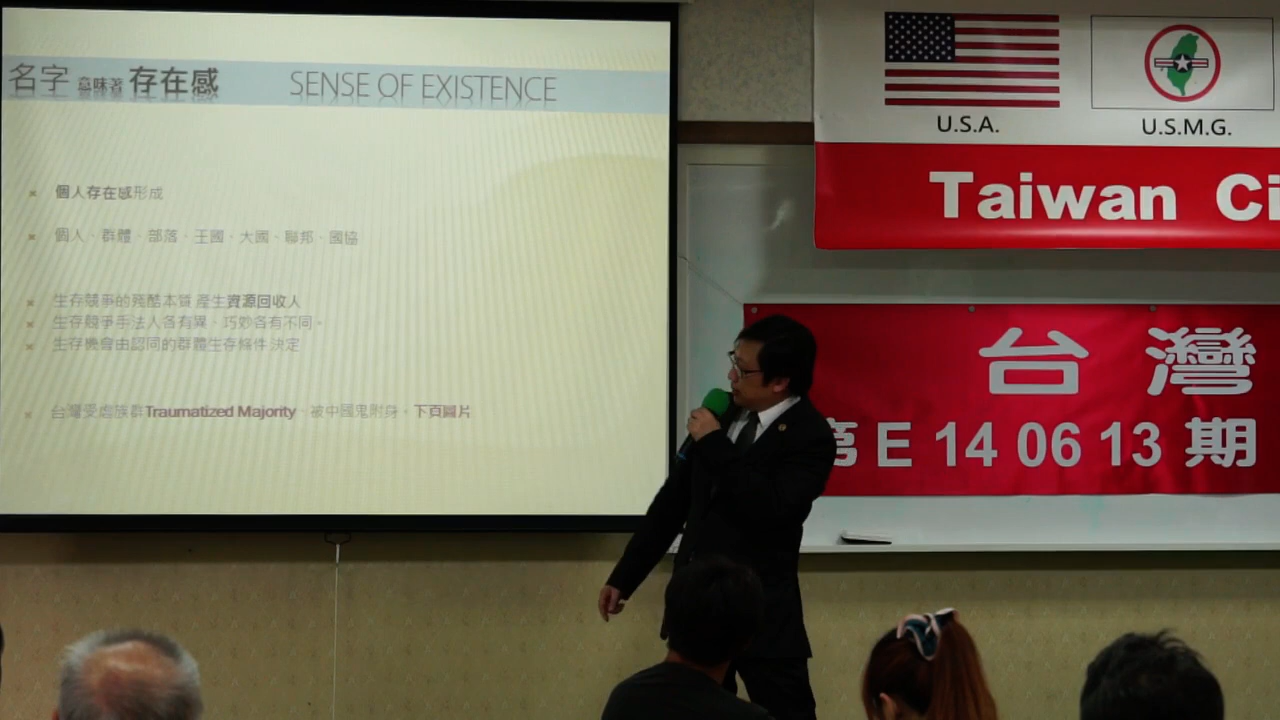 名字 意味著 存在感 SENSE OF EXISTENCE
個人存在感形成
個人、群體、部落、王國、大國、聯邦、國協
生存競爭的殘酷本質 產生資源回收人
生存競爭手法人各有異，巧妙各有不同。
生存機會由認同的群體生存條件決定
台灣受虐族群Traumatized Majority，被中國鬼附身，下頁圖片
U.S.A.
U.S.M.G.
Taiwan Ci
台灣
第 E 14 06 13 期